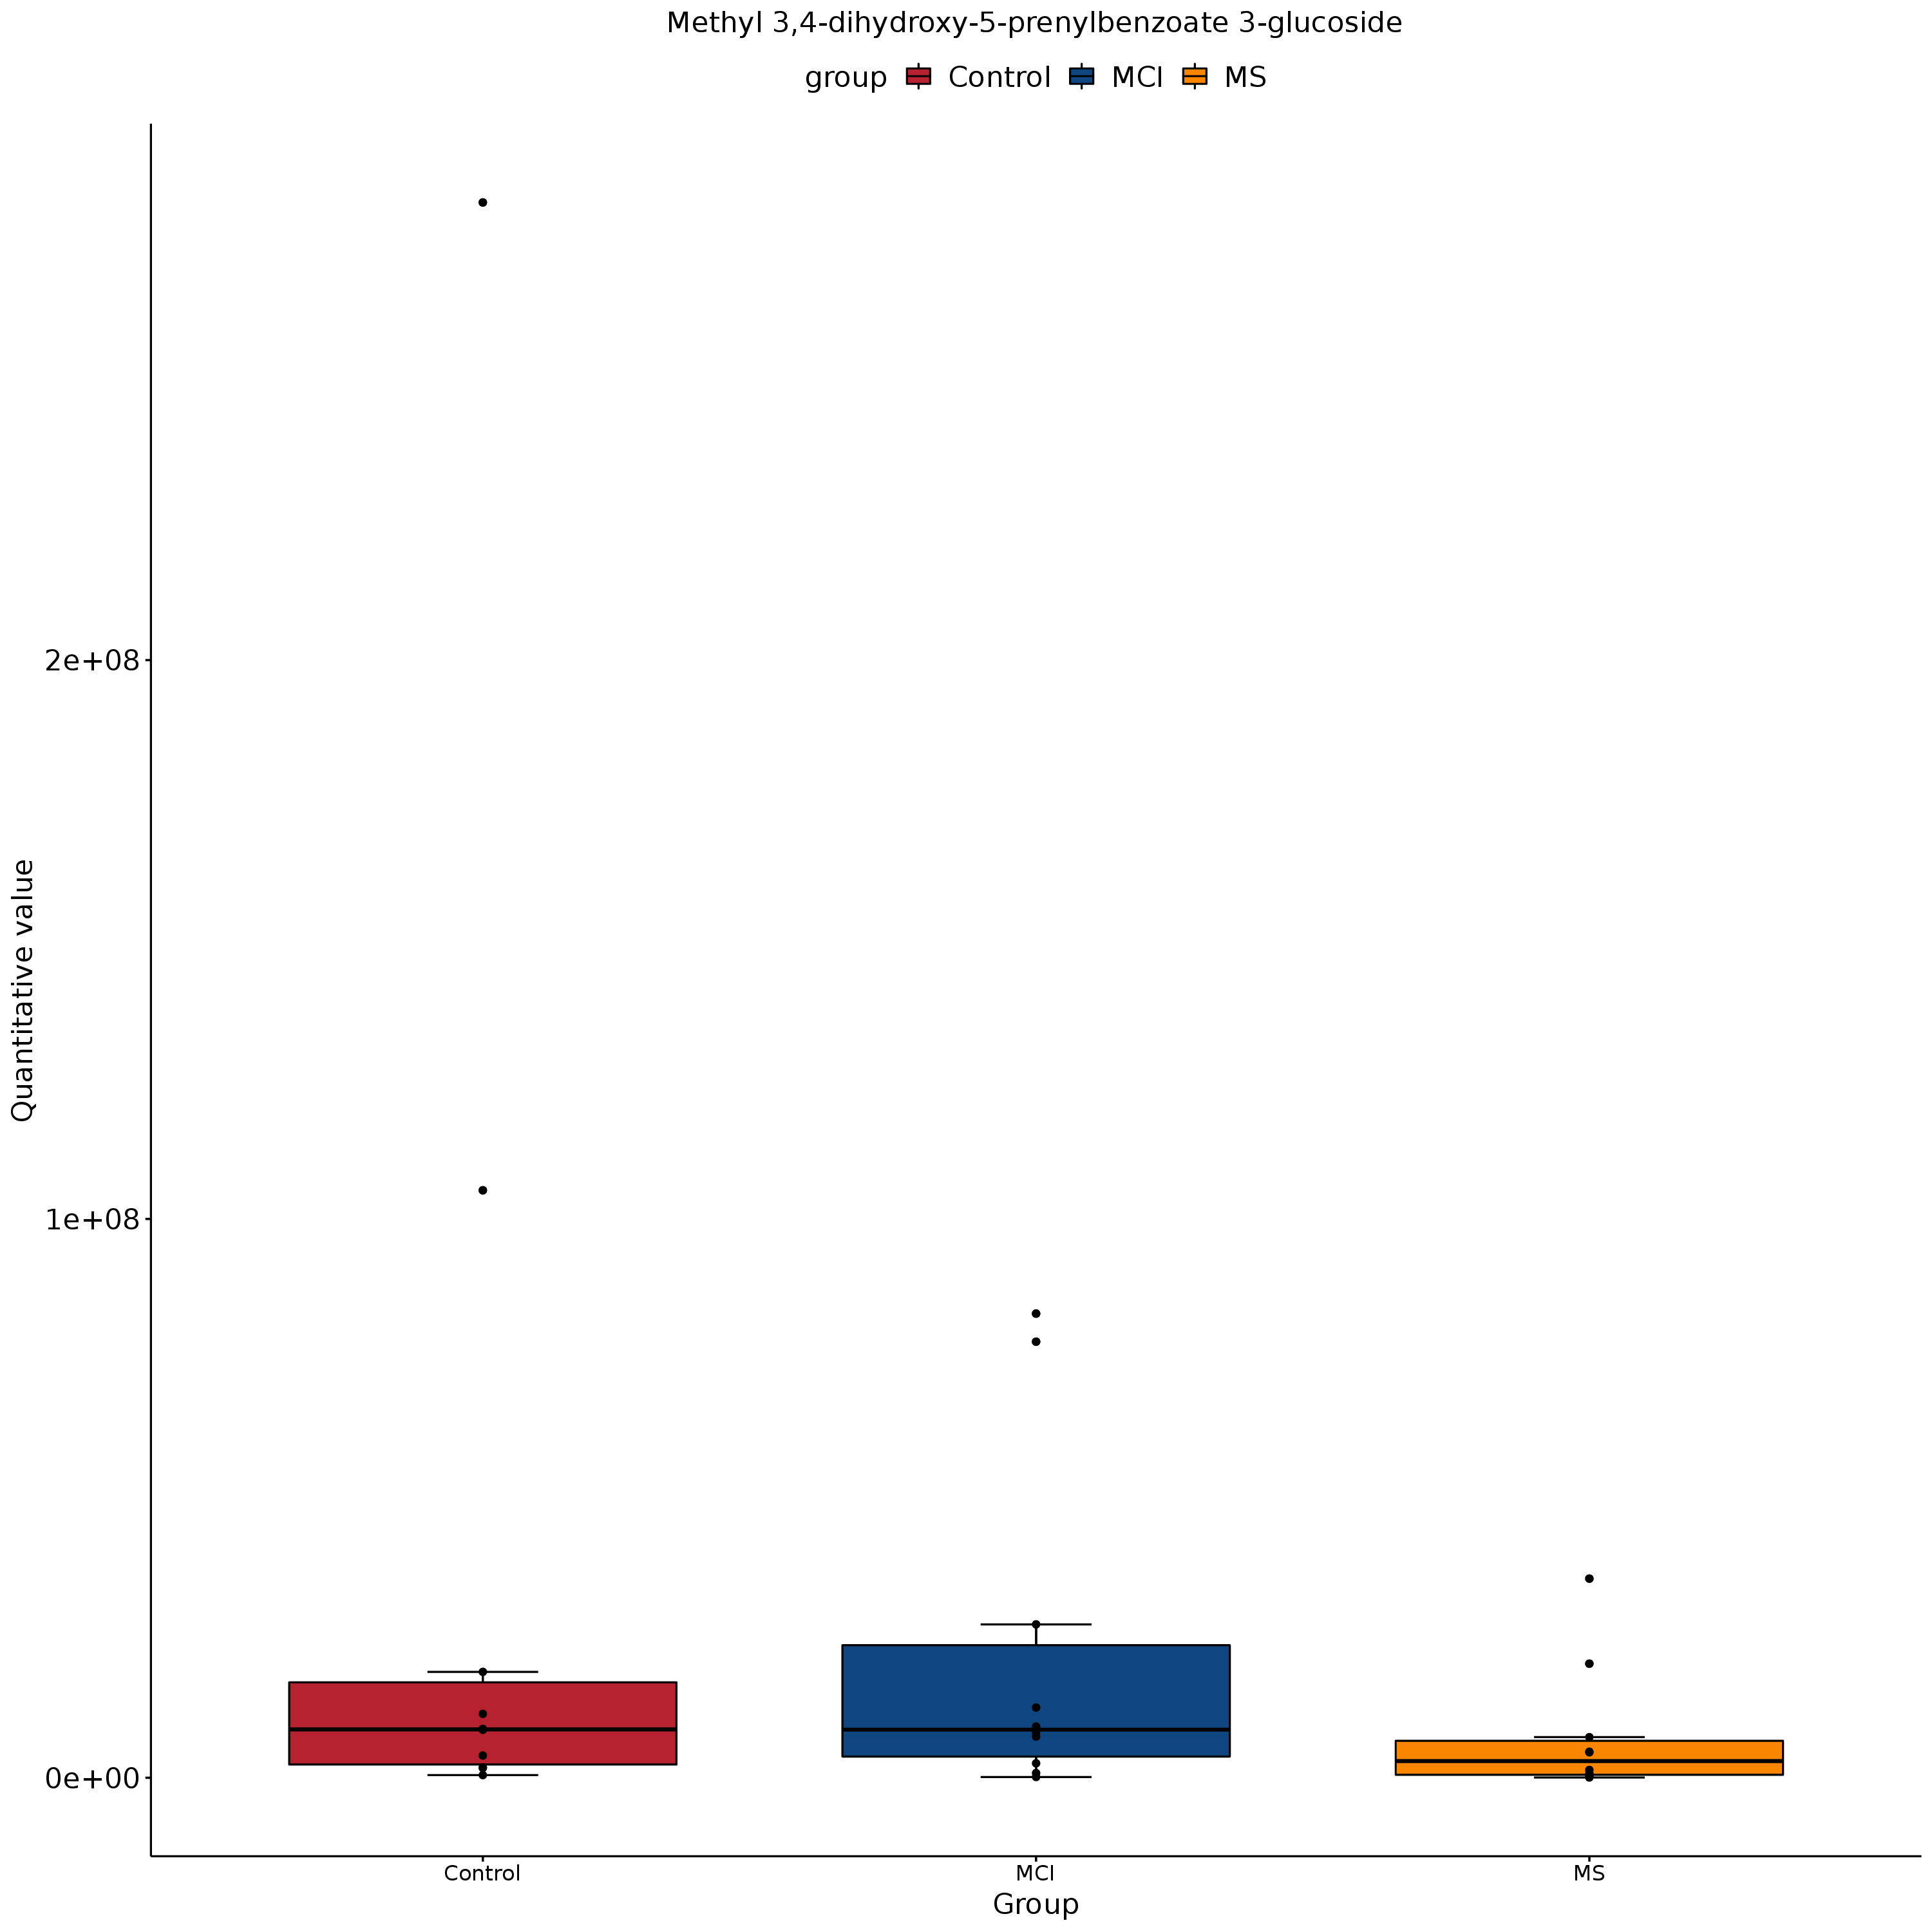 Methyl 3,4-dihydroxy-5-prenylbenzoate 3-glucoside
group Control MCI MS
Quantitative value
2e+08
1e+08
0e+00
Control MCI MS
Group